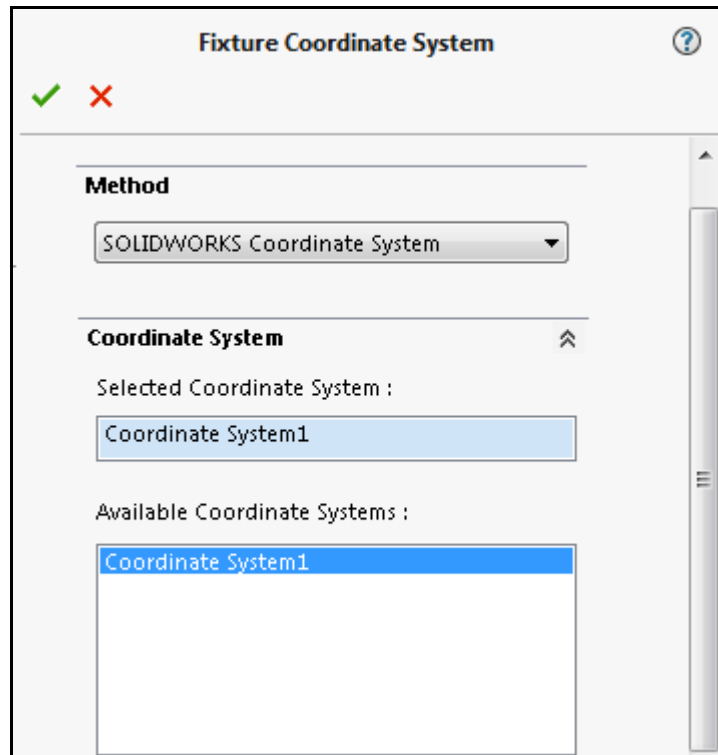 Fixture Coordinate System
Method
SOLIDWORKS Coordinate System
Coordinate System
Selected Coordinate System :
Coordinate System1
Available Coordinate Systems :
Coordinate System1